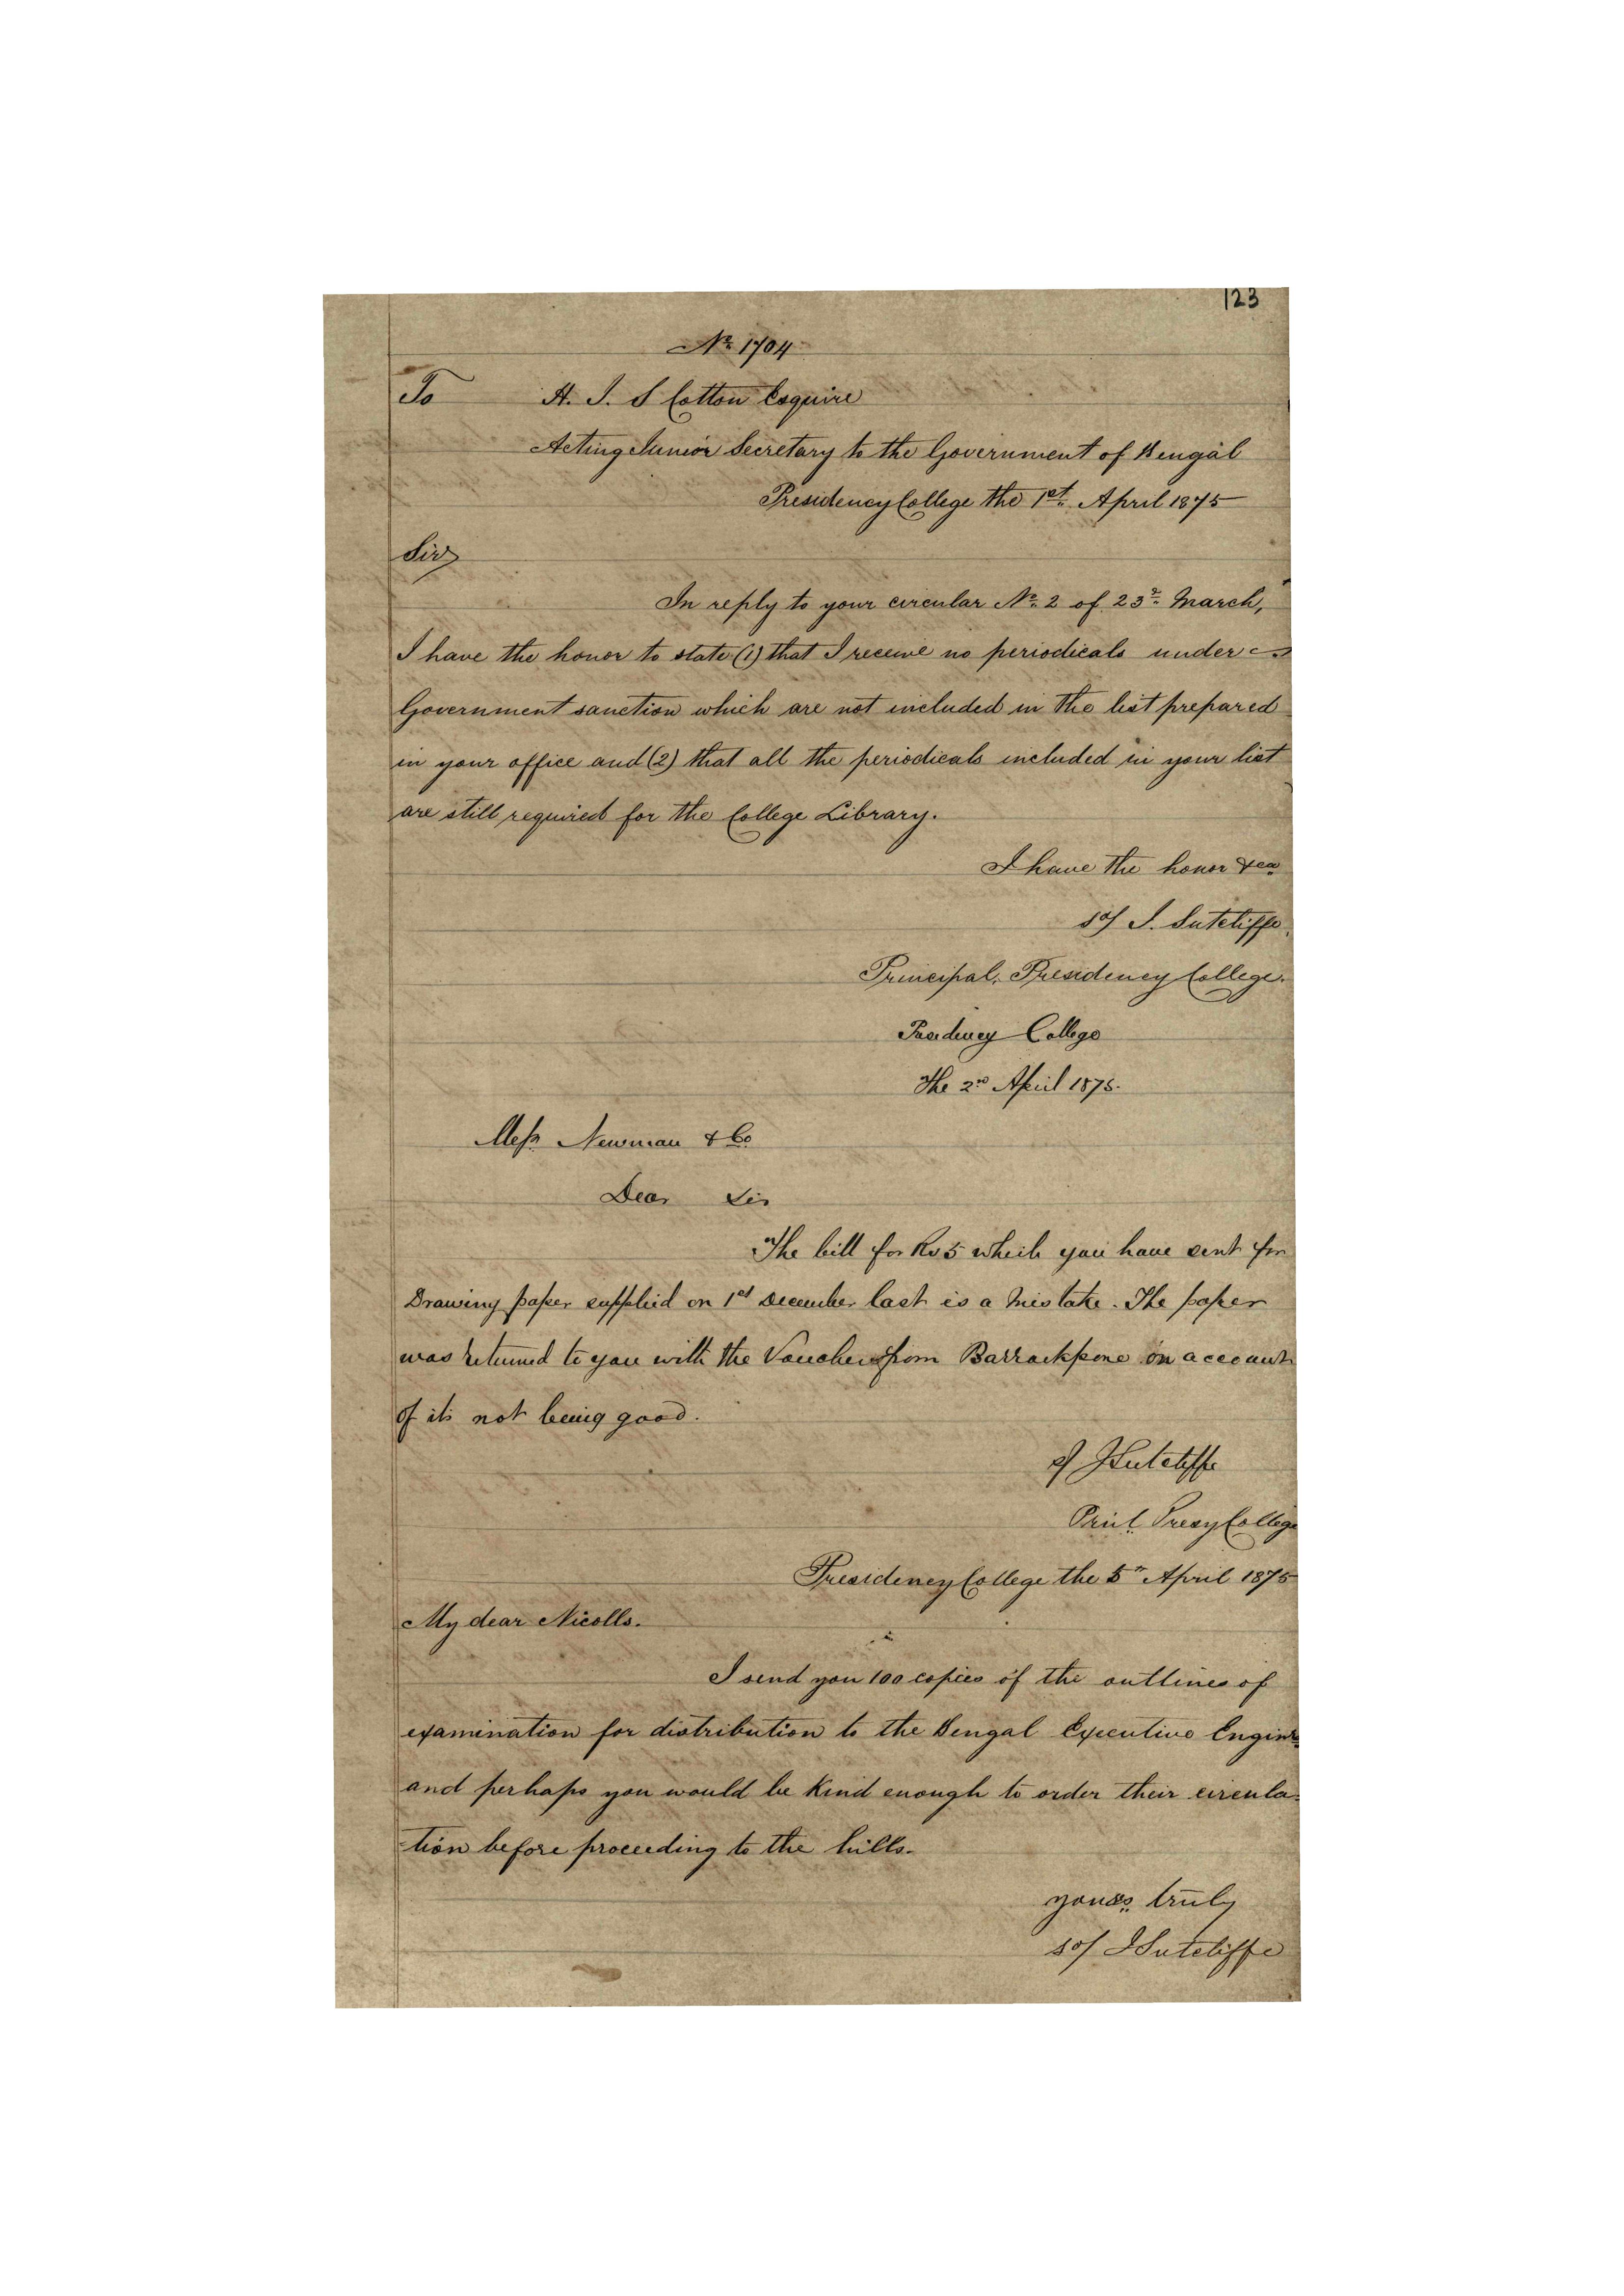 123
No. 1704
To H. J. S Cotton Esquire
Acting Junior Secretary to the Government of Bengal
Presidency College the 1st. April 1875
Sir,
In reply to your circular No. 2 of 23rd. March,
I have the honor to state (1) that I receive no periodicals under
Government sanction which are not included in the list prepared
in your office and (2) that all the periodicals included in your list
are still required for the College Library.
I have the honor &ca
sd/ J. Sutcliffe
Principal, Presidency College.
Presidency College
The 2nd April 1875.
Messrs Newman & Co.
Dear Sir
The bill for Rs 5 which you have sent for
Drawing paper supplied on 1st December last is a mistake. The paper
was returned to you with the Voucher from Barrackpore on account
of its not being good.
sd/ J Sutcliffe
Prinl. Presy College
Presidency College the 5th April 1875
My dear Nicolls.
I send you 100 copies of the outlines of
examination for distribution to the Bengal Executive Enginrs
and perhaps you would be kind enough to order their circula-
-tion before proceeding to the hills.
yours truly
sd/ J Sutcliffe